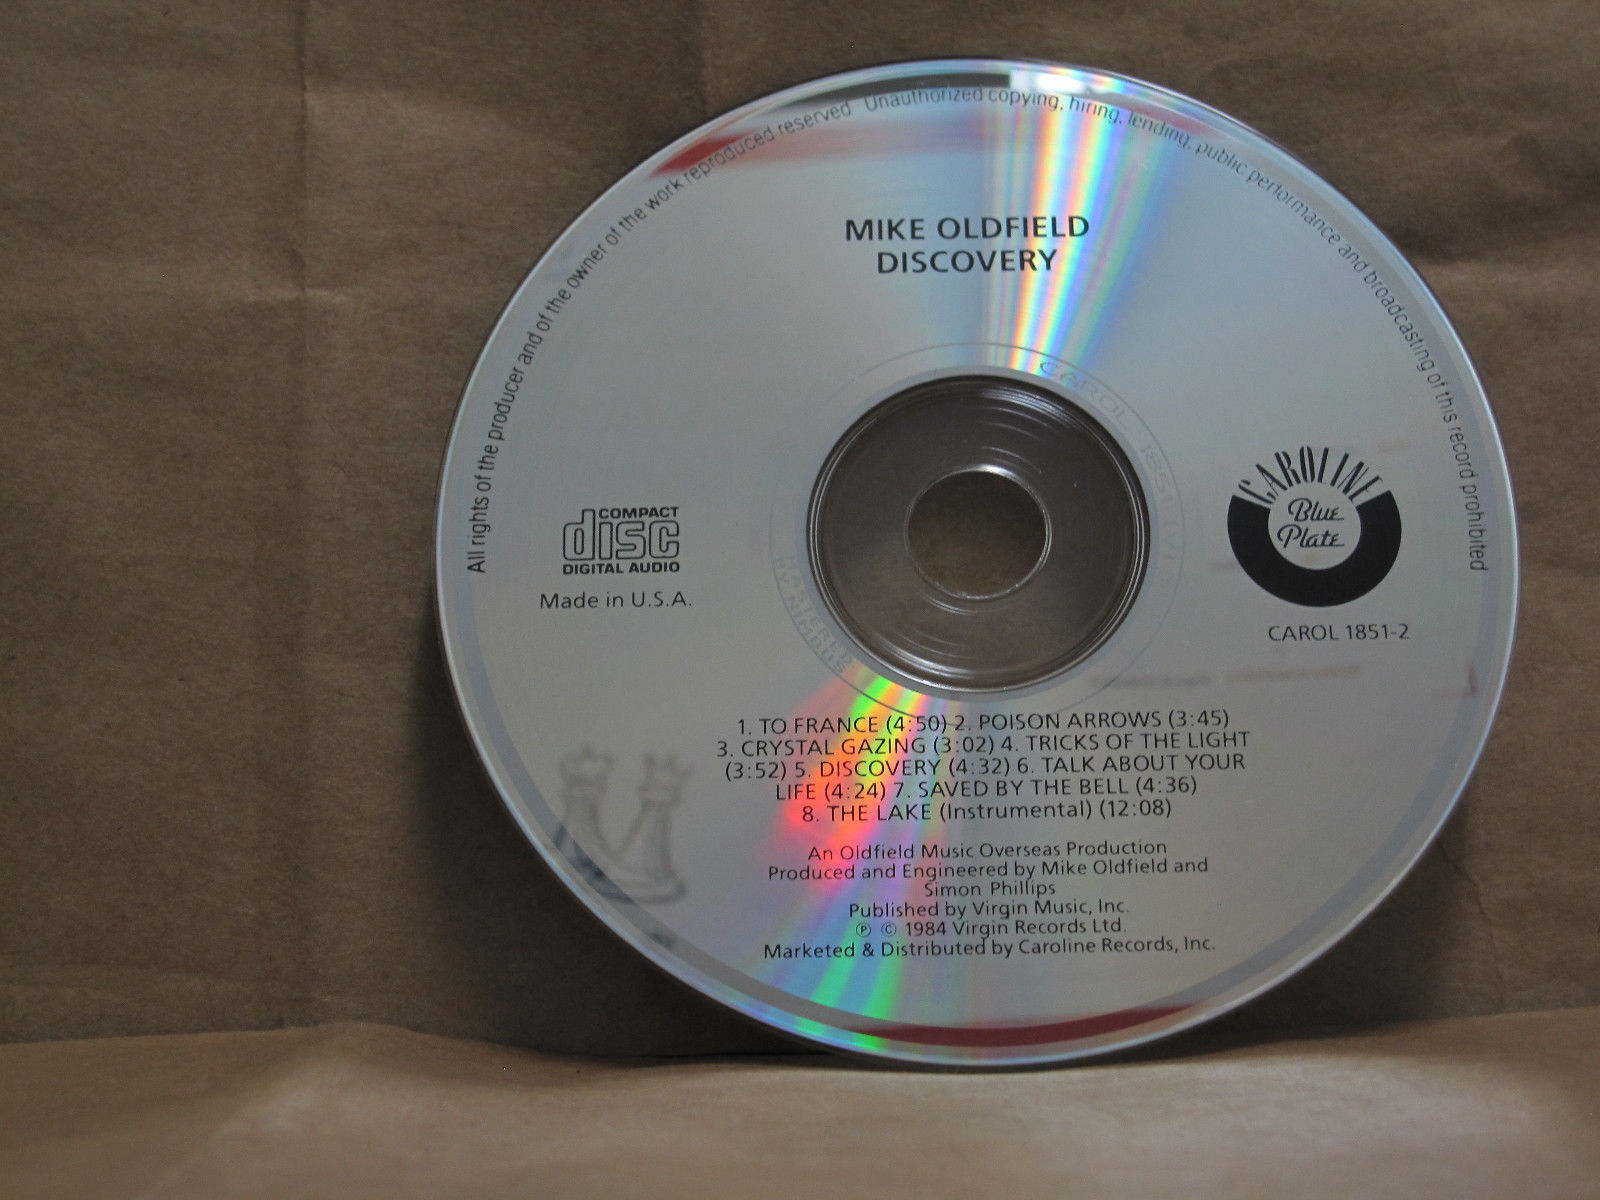 All rights of the producer and of the owner of the work reproduced reserved Unauthorized copying, hiring, lending, public performance and broadcasting of this record prohibited
MIKE OLDFIELD
DISCOVERY
CAROL 1851-2
COMPACT
disc
DIGITAL AUDIO
Made in U.S.A.
CAROLINE
Blue
Plate
CAROL 1851
MASTERED
BY NIMBUS
1. TO FRANCE (4:50) 2. POISON ARROWS (3:45)
3. CRYSTAL GAZING (3:02) 4. TRICKS OF THE LIGHT
(3:52) 5. DISCOVERY (4:32) 6. TALK ABOUT YOUR
LIFE (4:24) 7. SAVED BY THE BELL (4:36)
8. THE LAKE (Instrumental) (12:08)
An Oldfield Music Overseas Production
Produced and Engineered by Mike Oldfield and
Simon Phillips
Published by Virgin Music, Inc.
℗ © 1984 Virgin Records Ltd.
Marketed & Distributed by Caroline Records, Inc.